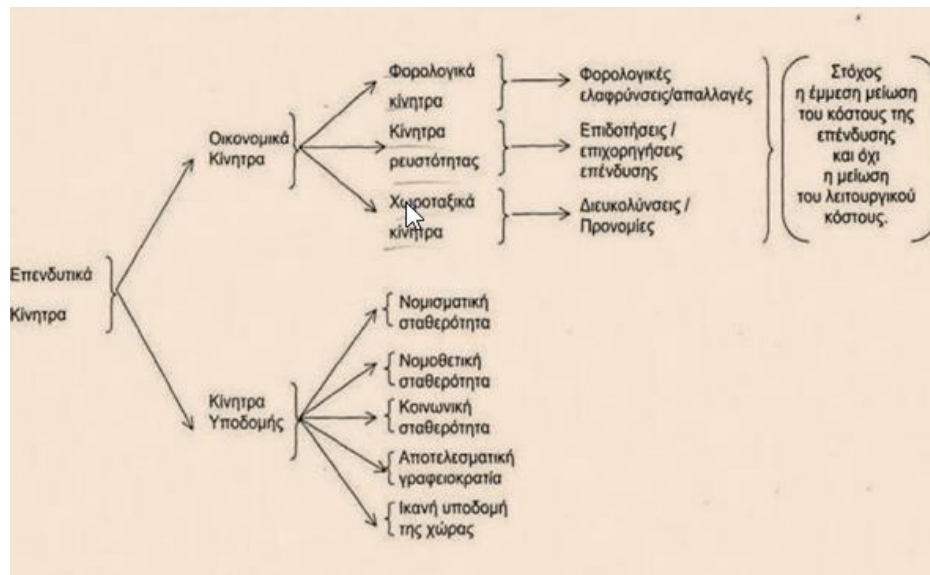 Επενδυτικά
Κίνητρα
Οικονομικά
Κίνητρα
Φορολογικά
κίνητρα
Κίνητρα
ρευστότητας
Χωροταξικά
κίνητρα
Φορολογικές
ελαφρύνσεις/απαλλαγές
Επιδοτήσεις /
επιχορηγήσεις
επένδυσης
Διευκολύνσεις /
Προνομίες
Στόχος
η έμμεση μείωση
του κόστους της
επένδυσης
και όχι
η μείωση
του λειτουργικού
κόστους.
Κίνητρα
Υποδομής
Νομισματική
σταθερότητα
Νομοθετική
σταθερότητα
Κοινωνική
σταθερότητα
Αποτελεσματική
γραφειοκρατία
Ικανή υποδομή
της χώρας